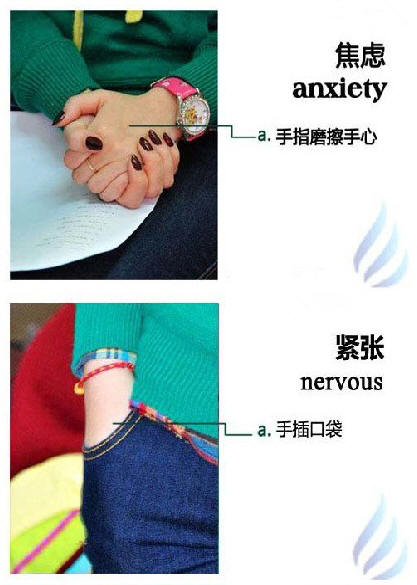 焦虑
anxiety
a. 手指磨擦手心
紧张
nervous
a. 手插口袋